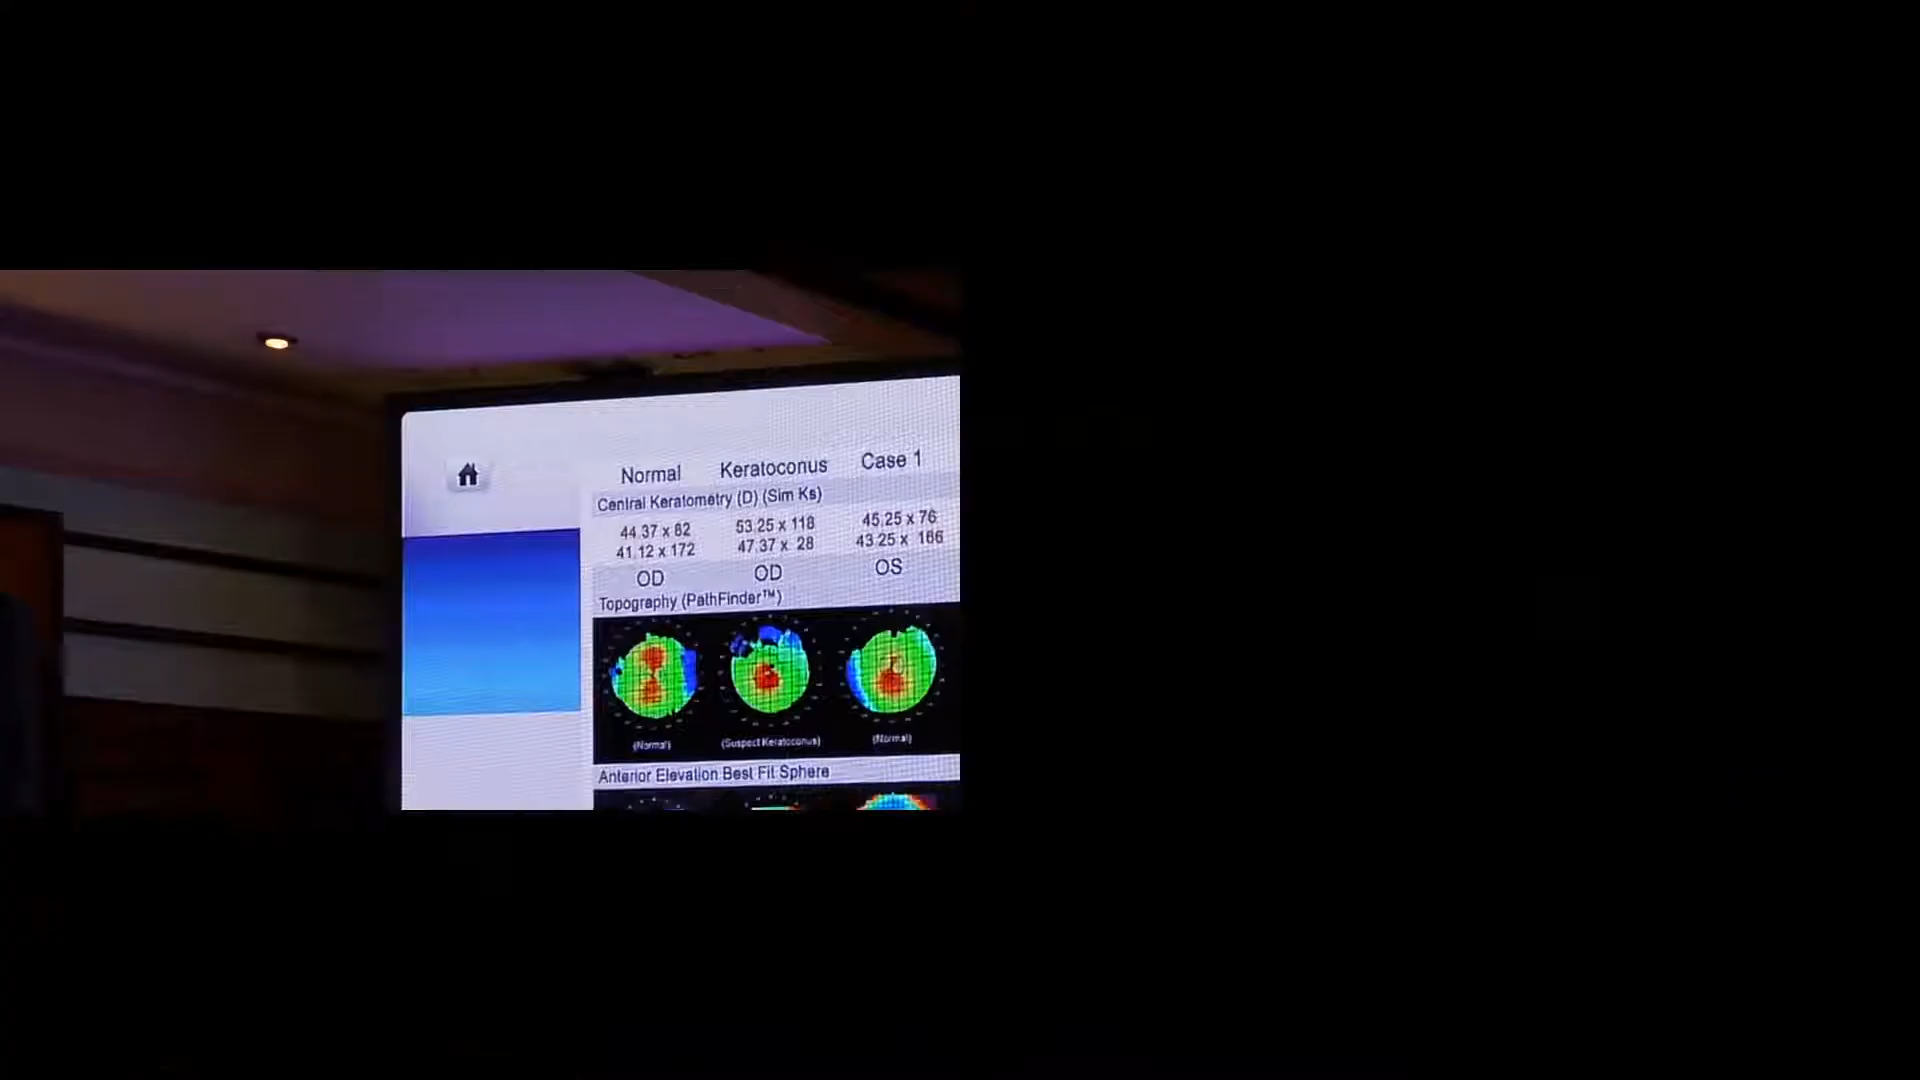 Normal Keratoconus Case 1
Central Keratometry (D) (Sim Ks)
44.37 x 82 53.25 x 118 45.25 x 76
41.12 x 172 47.37 x 28 43.25 x 166
OD OD OS
Topography (PathFinder™)
(Normal) (Suspect Keratoconus) (Normal)
Anterior Elevation Best Fit Sphere